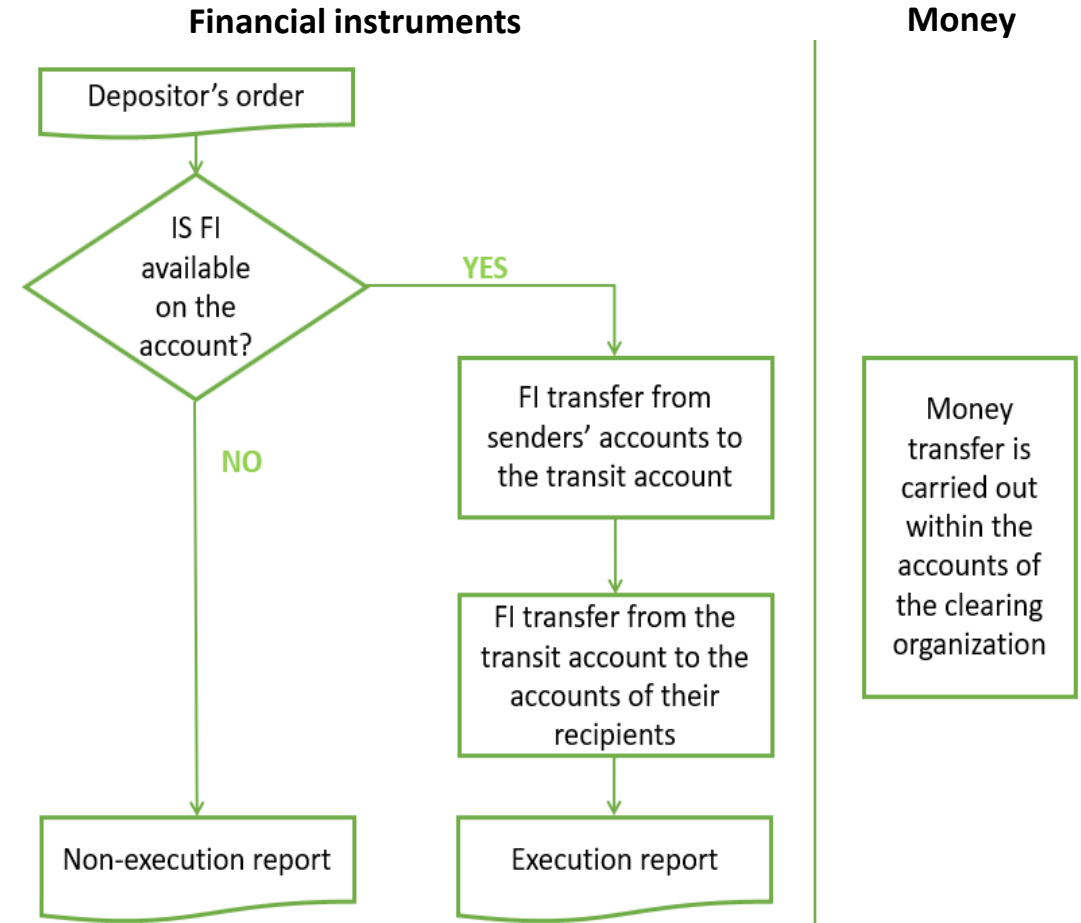 Financial instruments
Money
Depositor's order
IS FI
available
on the
account?
YES
NO
FI transfer from
senders' accounts to
the transit account
FI transfer from the
transit account to the
accounts of their
recipients
Money
transfer is
carried out
within the
accounts of
the clearing
organization
Non-execution report
Execution report